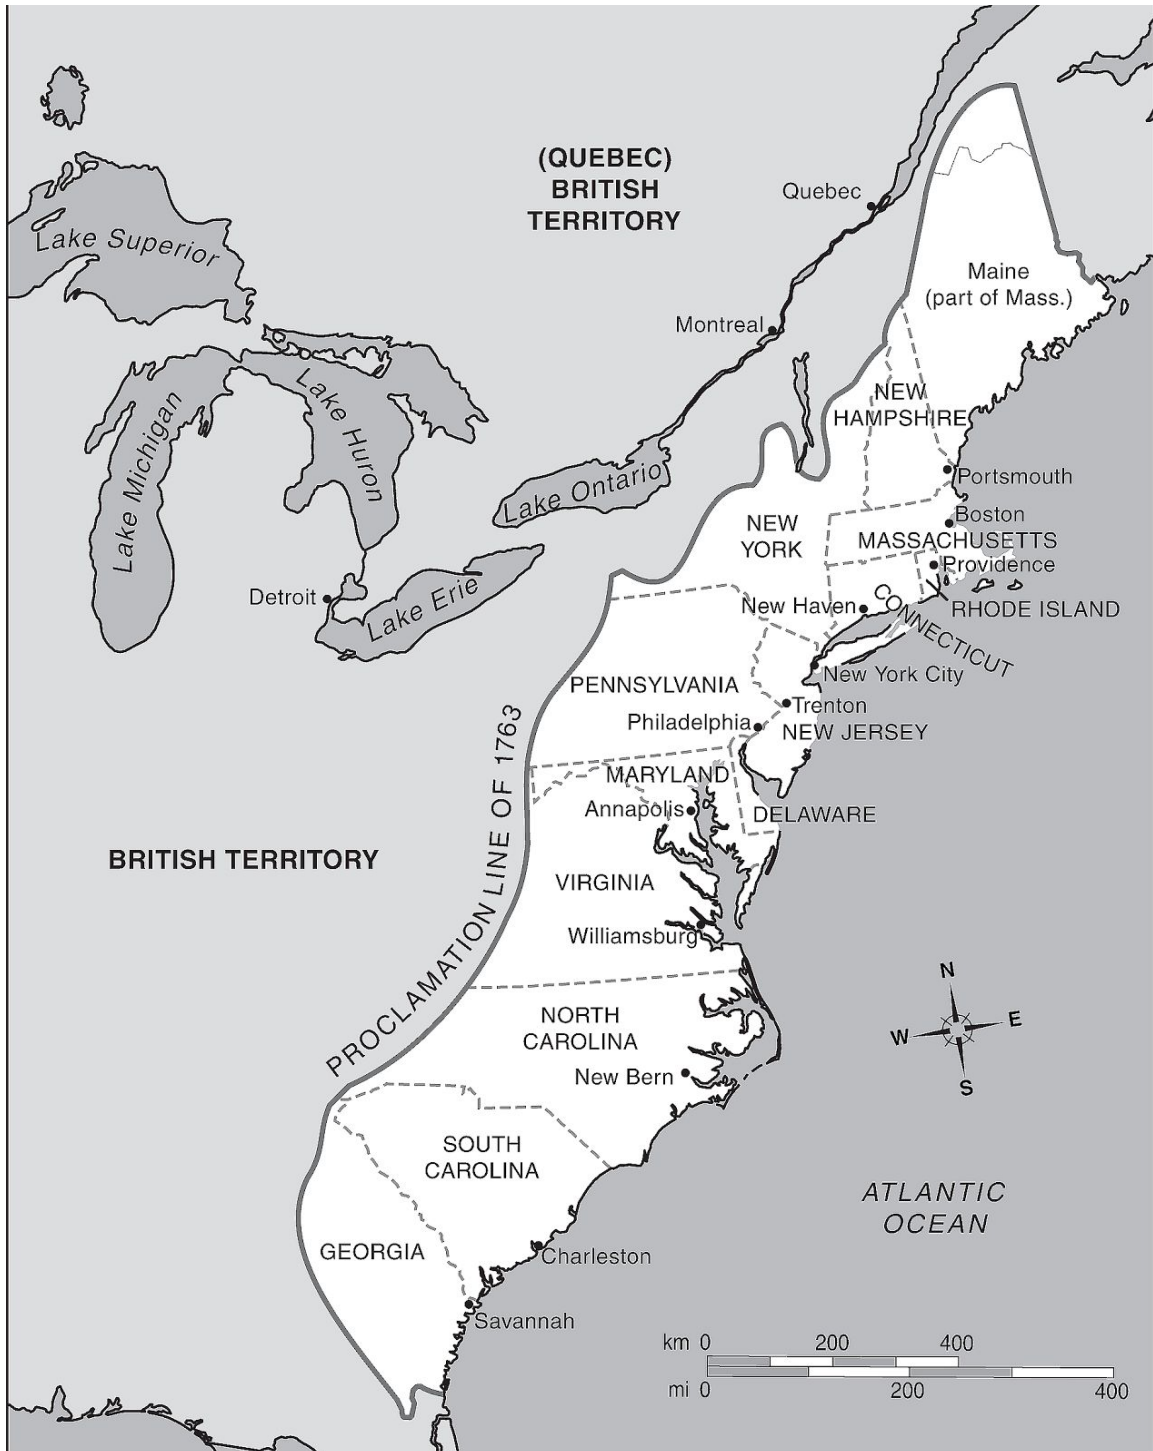 (QUEBEC)
BRITISH
TERRITORY
Quebec
Lake Superior
Maine
(part of Mass.)
Montreal
Lake Michigan
Lake Huron
NEW
HAMPSHIRE
Lake Ontario
Portsmouth
NEW
YORK
Boston
MASSACHUSETTS
Providence
Detroit
Lake Erie
New Haven
CONNECTICUT
RHODE ISLAND
New York City
PENNSYLVANIA
Trenton
Philadelphia
NEW JERSEY
PROCLAMATION LINE OF 1763
MARYLAND
Annapolis
DELAWARE
BRITISH TERRITORY
VIRGINIA
Williamsburg
N
W
E
S
NORTH
CAROLINA
New Bern
SOUTH
CAROLINA
ATLANTIC
OCEAN
GEORGIA
Charleston
Savannah
km 0 200 400
mi 0 200 400